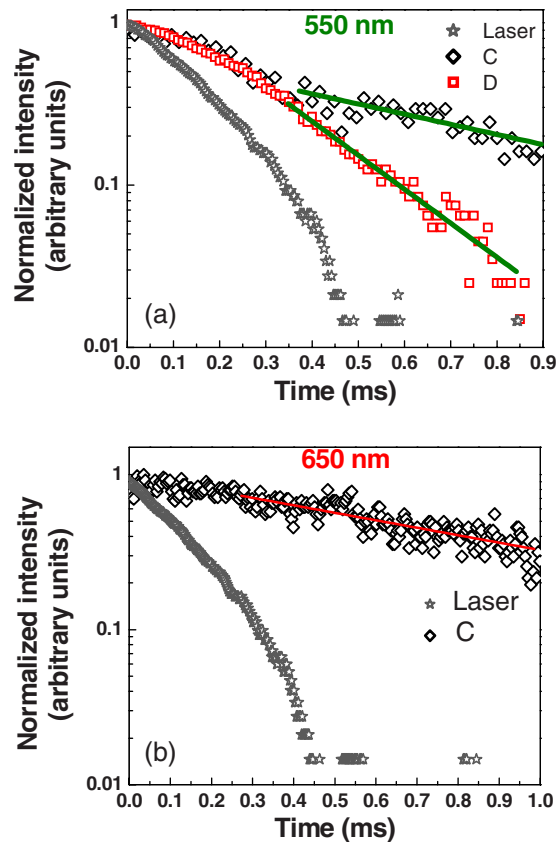 550 nm
Laser
C
D
Normalized intensity
(arbitrary units)
1
0.1
0.01
(a)
0.0 0.1 0.2 0.3 0.4 0.5 0.6 0.7 0.8 0.9
Time (ms)
650 nm
Laser
C
Normalized intensity
(arbitrary units)
1
0.1
0.01
(b)
0.0 0.1 0.2 0.3 0.4 0.5 0.6 0.7 0.8 0.9 1.0
Time (ms)